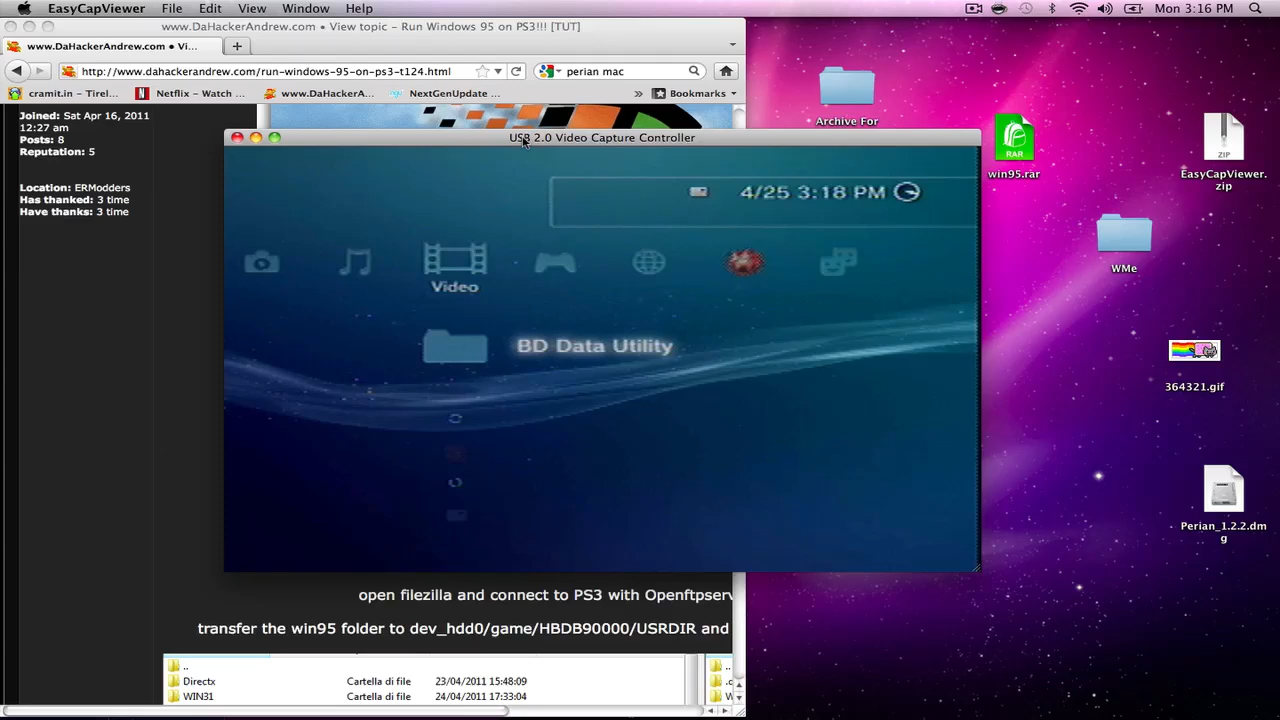 EasyCapViewer File Edit View Window Help Mon 3:16 PM
www.DaHackerAndrew.com • View topic - Run Windows 95 on PS3!!! [TUT]
www.DaHackerAndrew.com • Vi...
http://www.dahackerandrew.com/run-windows-95-on-ps3-t124.html perian mac
cramit.in - Tirel... Netflix - Watch ... www.DaHackerA... NextGenUpdate ... » Bookmarks
Joined: Sat Apr 16, 2011
12:27 am
Posts: 8
Reputation: 5
Location: ERModders
Has thanked: 3 time
Have thanks: 3 time
USB 2.0 Video Capture Controller
4/25 3:18 PM
Video
BD Data Utility
open filezilla and connect to PS3 with Openftpserv
transfer the win95 folder to dev_hdd0/game/HBDB90000/USRDIR and
..
Directx Cartella di file 23/04/2011 15:48:09
WIN31 Cartella di file 24/04/2011 17:33:04
Archive For
RAR
win95.rar
ZIP
EasyCapViewer.
zip
WMe
364321.gif
Perian_1.2.2.dm
g